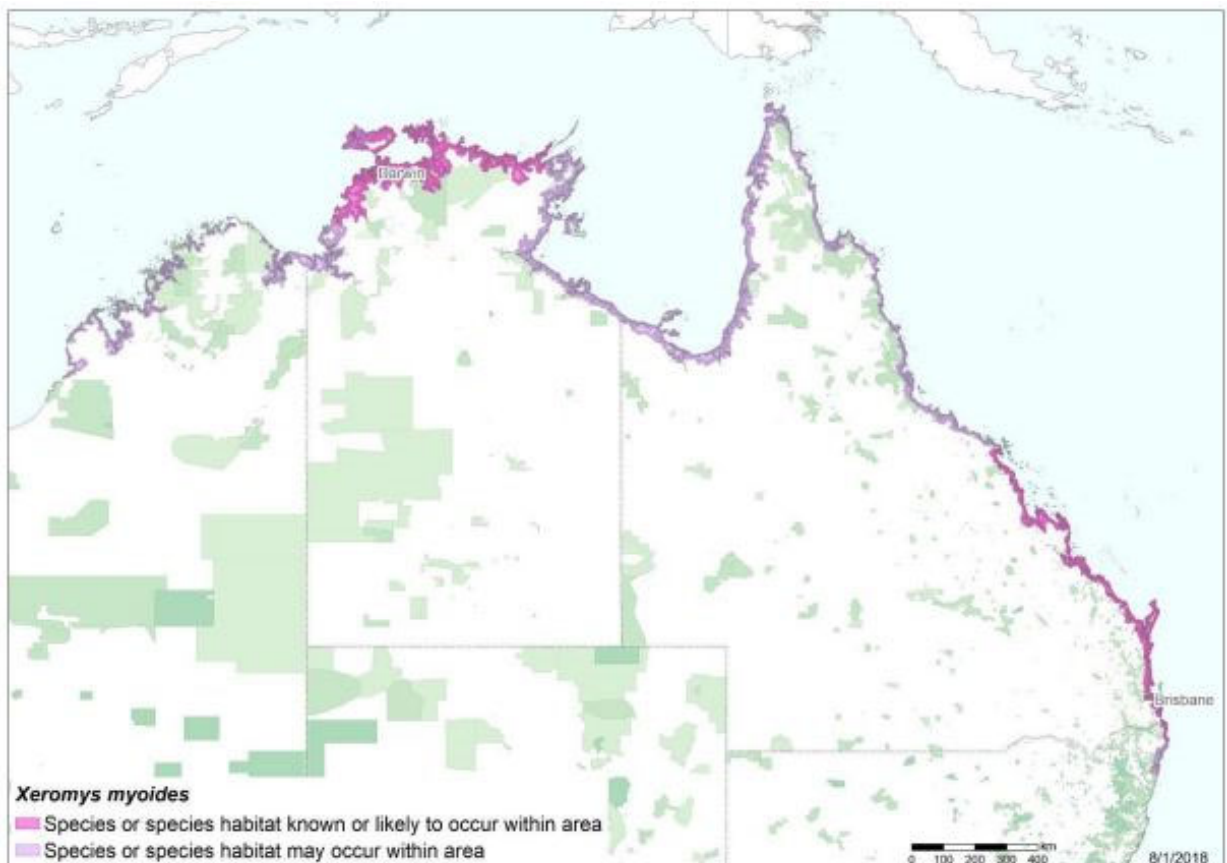 Darwin
Brisbane
Xeromys myoides
Species or species habitat known or likely to occur within area
Species or species habitat may occur within area
km
0 100 200 300 400
8/1/2018